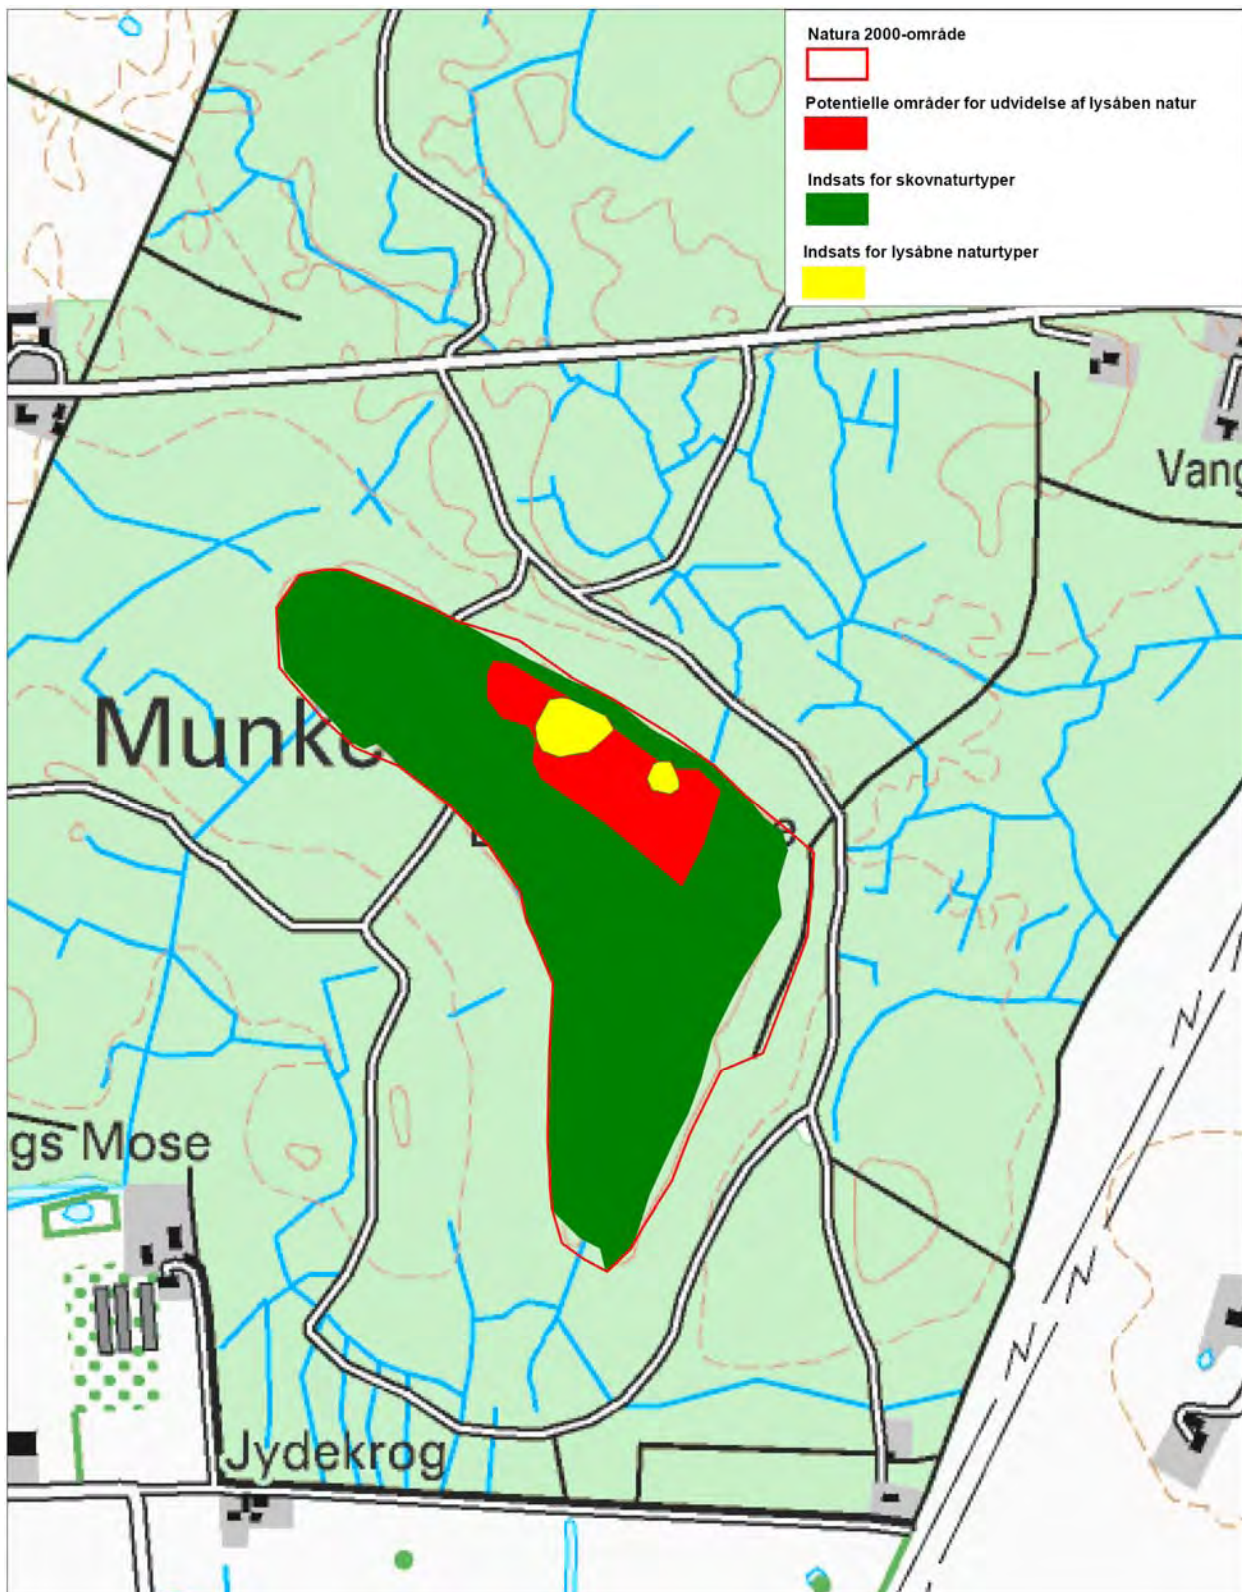 Natura 2000-område
Potentielle områder for udvidelse af lysåben natur
Indsats for skovnaturtyper
Indsats for lysåbne naturtyper
Vang
Munk
gs Mose
Jydekrog